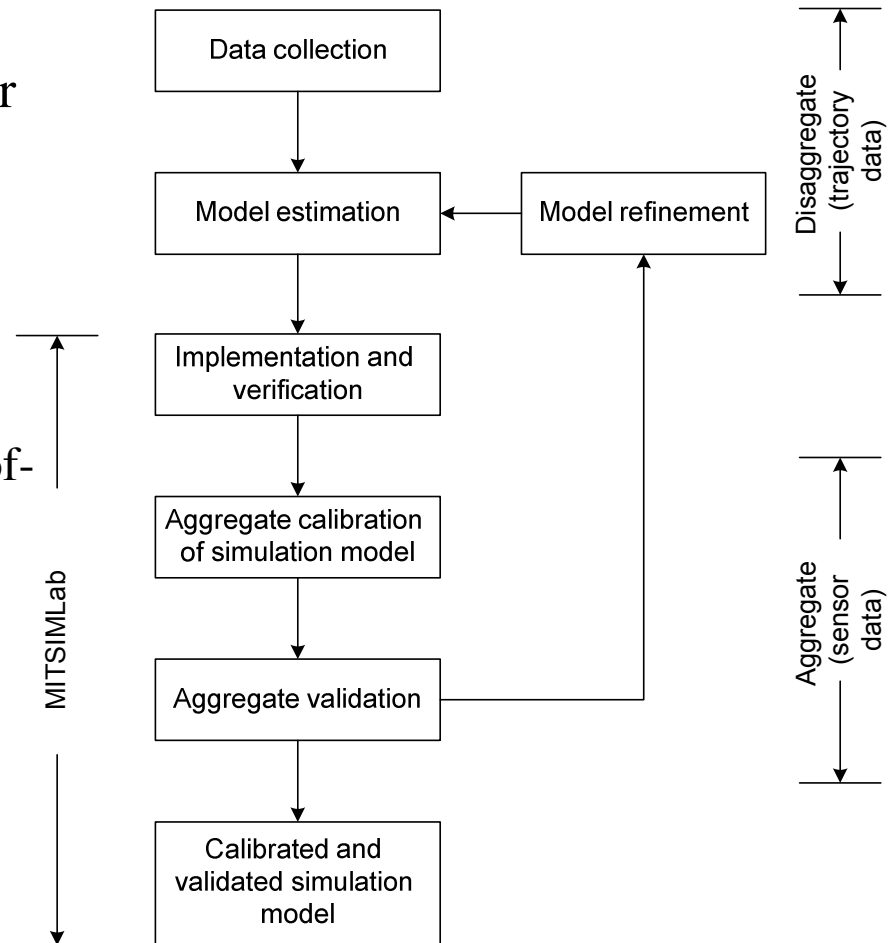 Data collection
r
Model estimation
Model refinement
Disaggregate
(trajectory
data)
Implementation and
verification
of-
Aggregate calibration
of simulation model
MITSIMLab
Aggregate
(sensor
data)
Aggregate validation
Calibrated and
validated simulation
model